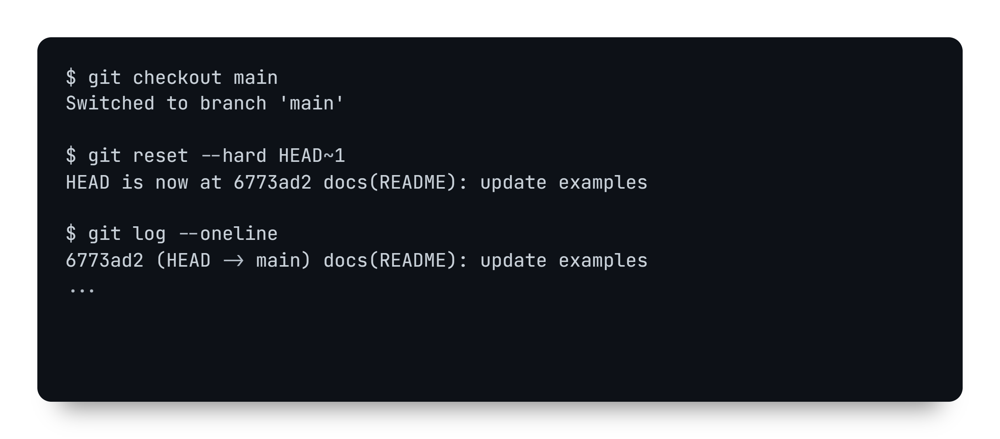 $ git checkout main
Switched to branch 'main'
$ git reset --hard HEAD~1
HEAD is now at 6773ad2 docs(README): update examples
$ git log --oneline
6773ad2 (HEAD -> main) docs(README): update examples
...